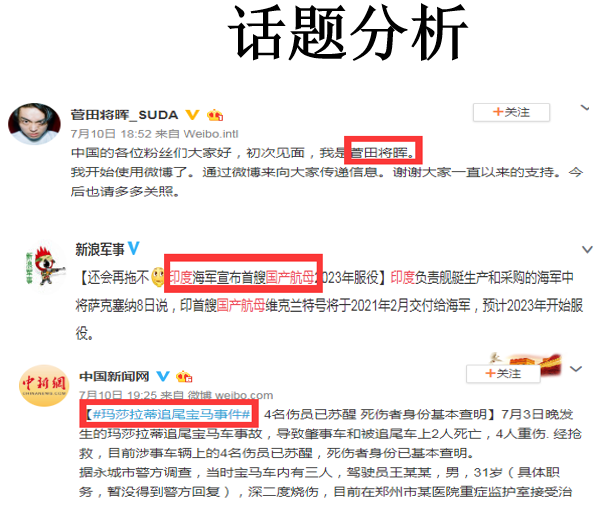 话题分析
菅田将晖_SUDA
+关注
7月10日 18:52 来自 Weibo.intl
中国的各位粉丝们大家好，初次见面，我是菅田将晖。
我开始使用微博了。通过微博来向大家传递信息。谢谢大家一直以来的支持。今
后也请多多关照。
新浪军事
新浪军事
【还会再拖不 印度海军宣布首艘国产航母2023年服役】印度负责舰艇生产和采购的海军中
将萨克塞纳8日说，印首艘国产航母维克兰特号将于2021年2月交付给海军，预计2023年开始服
役。
中新网
CHINANEWS.COM
中国新闻网
+关注
7月10日 19:25 来自 微博 weibo.com
【#玛莎拉蒂追尾宝马事件#，4名伤员已苏醒 死伤者身份基本查明】7月3日晚发
生的玛莎拉蒂追尾宝马车事故，导致肇事车和被追尾车上2人死亡，4人重伤. 经抢
救，目前涉事车辆上的4名伤员已苏醒，死伤者身份已基本查明。
据永城市警方调查，当时宝马车内有三人，驾驶员王某某，男，31岁（具体职
务，暂没得到警方回复），深二度烧伤，目前在郑州市某医院重症监护室接受治